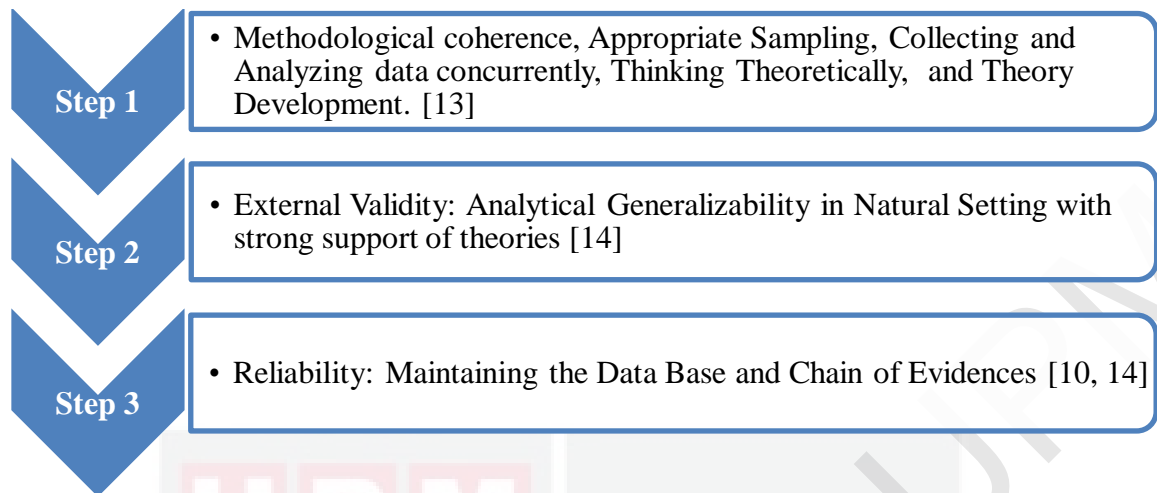 Step 1
• Methodological coherence, Appropriate Sampling, Collecting and
Analyzing data concurrently, Thinking Theoretically, and Theory
Development. [13]
Step 2
• External Validity: Analytical Generalizability in Natural Setting with
strong support of theories [14]
Step 3
• Reliability: Maintaining the Data Base and Chain of Evidences [10, 14]
UPM